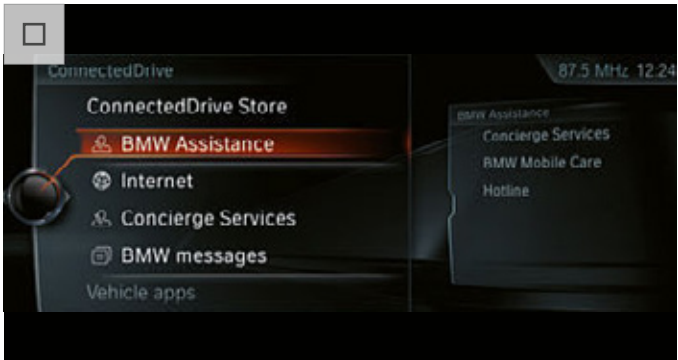 ConnectedDrive
87.5 MHz 12:24
ConnectedDrive Store
BMW Assistance
Internet
Concierge Services
BMW messages
Vehicle apps
BMW Assistance
Concierge Services
BMW Mobile Care
Hotline